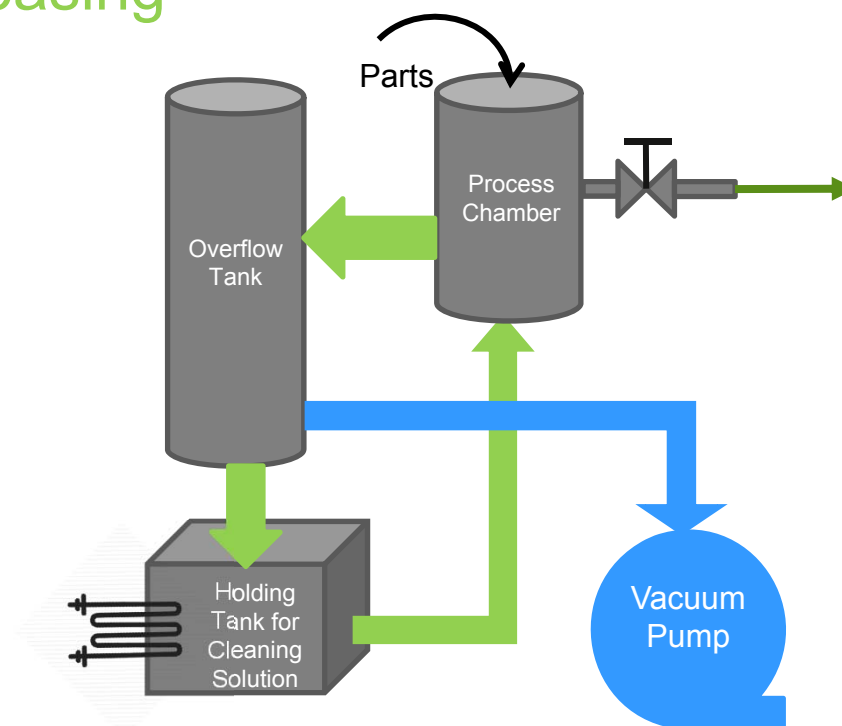 Parts
Process
Chamber
Overflow
Tank
Holding
Tank for
Cleaning
Solution
Vacuum
Pump